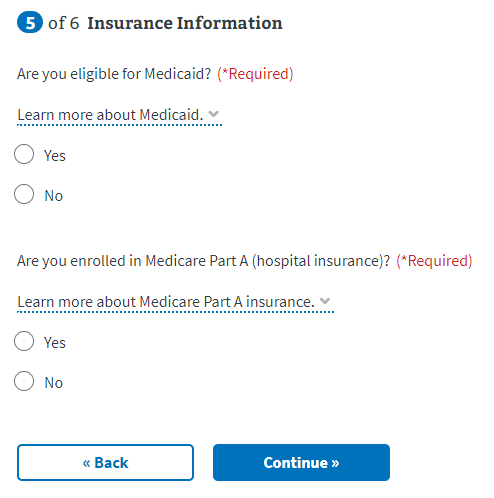 5 of 6 Insurance Information
Are you eligible for Medicaid? (*Required)
Learn more about Medicaid.
Yes
No
Are you enrolled in Medicare Part A (hospital insurance)? (*Required)
Learn more about Medicare Part A insurance.
Yes
No
« Back
Continue »